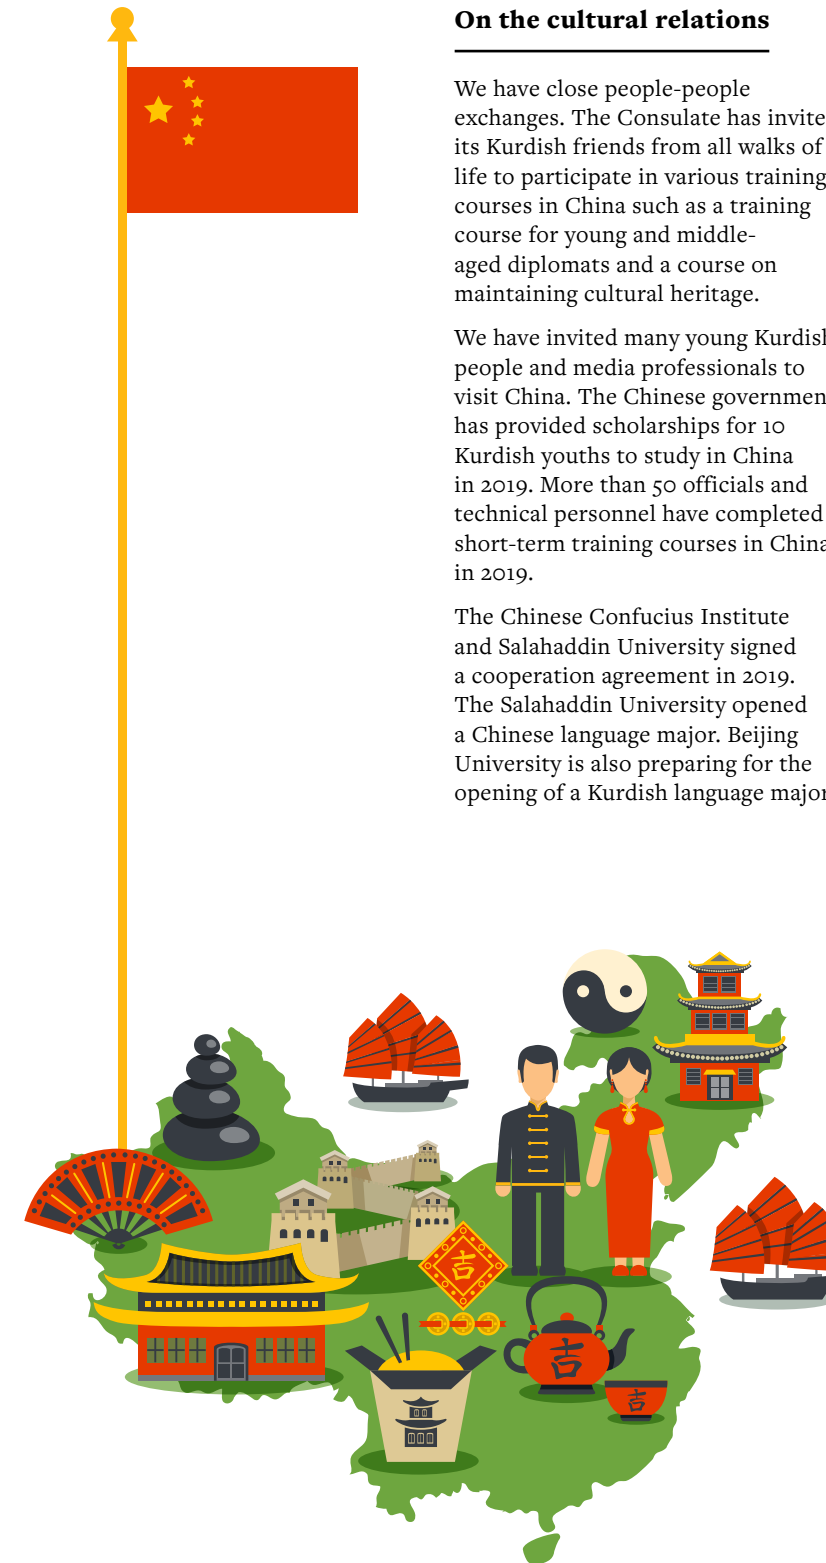 On the cultural relations
We have close people-people
exchanges. The Consulate has invite
its Kurdish friends from all walks of
life to participate in various training
courses in China such as a training
course for young and middle-
aged diplomats and a course on
maintaining cultural heritage.
We have invited many young Kurdish
people and media professionals to
visit China. The Chinese governmen
has provided scholarships for 10
Kurdish youths to study in China
in 2019. More than 50 officials and
technical personnel have completed
short-term training courses in China
in 2019.
The Chinese Confucius Institute
and Salahaddin University signed
a cooperation agreement in 2019.
The Salahaddin University opened
a Chinese language major. Beijing
University is also preparing for the
opening of a Kurdish language major
吉
吉
吉